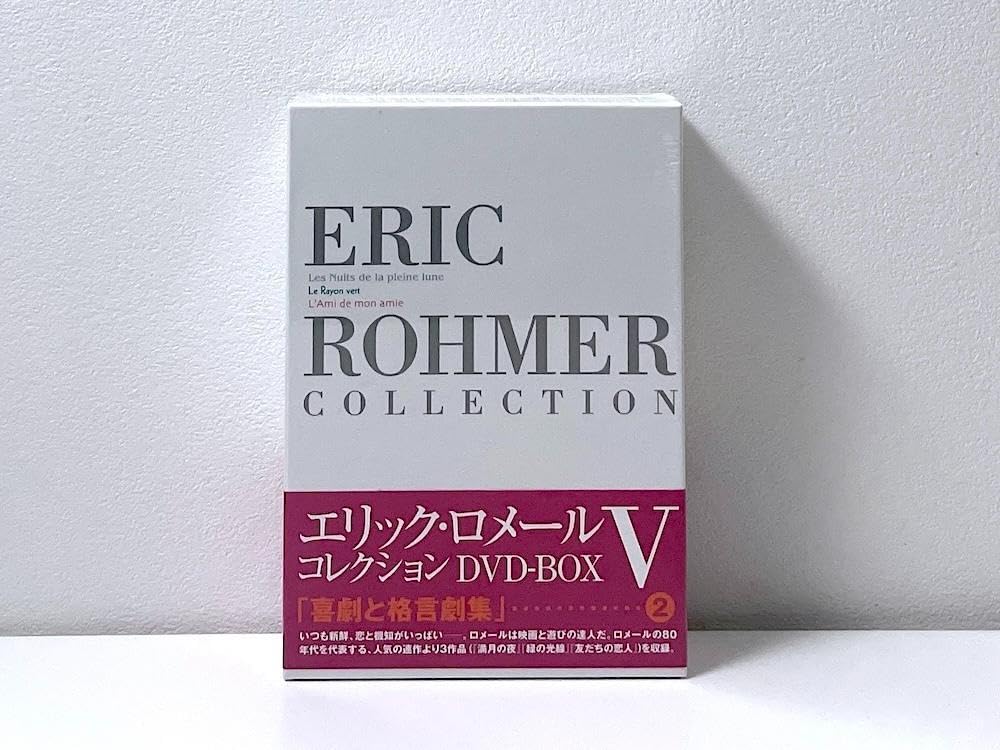 ERIC
Les Nuits de la pleine lune
Le Rayon vert
L'Ami de mon amie
ROHMER
COLLECTION
エリック・ロメール
コレクション DVD-BOX V
「喜劇と格言劇集」 2
いつも新鮮、恋と機知がいっぱい──。ロメールは映画と遊びの達人だ。ロメールの80
年代を代表する、人気の連作より3作品(『満月の夜』『緑の光線』『友だちの恋人』)を収録。